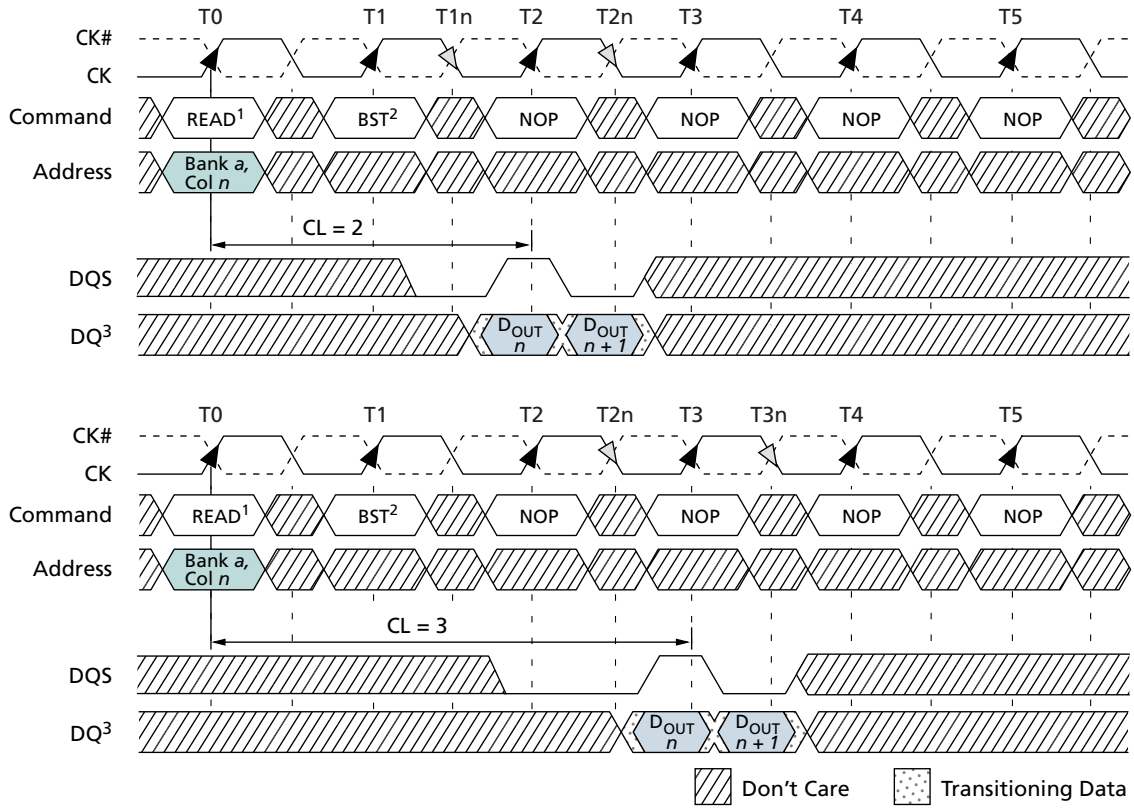 T0 T1 T1n T2 T2n T3 T4 T5
CK#
CK
Command READ1 BST2 NOP NOP NOP NOP
Address Bank a,
Col n
CL = 2
DQS
DQ3 DOUT DOUT
n n + 1
T0 T1 T2 T2n T3 T3n T4 T5
CK#
CK
Command READ1 BST2 NOP NOP NOP NOP
Address Bank a,
Col n
CL = 3
DQS
DQ3 DOUT DOUT
n n + 1
Don't Care Transitioning Data